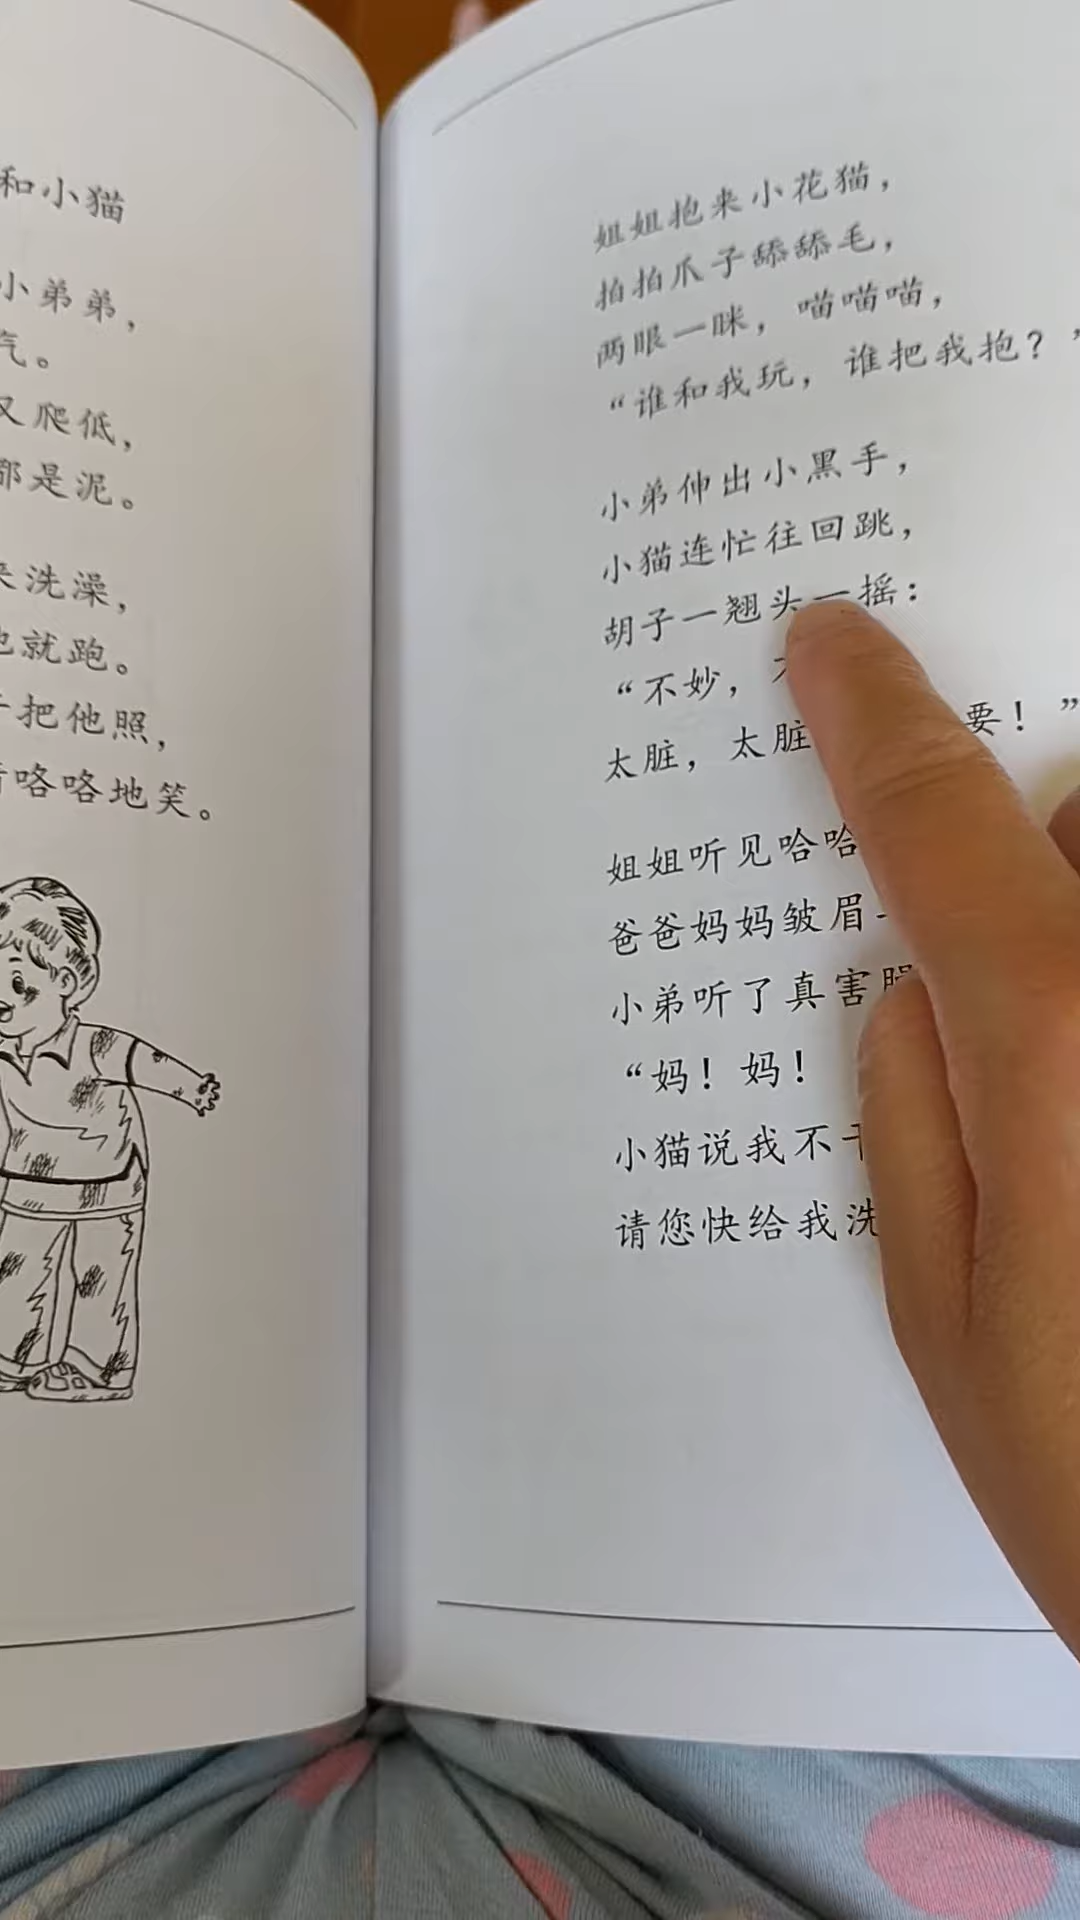 和小猫
小弟弟，
气。
又爬低，
都是泥。
来洗澡，
他就跑。
把他照，
咯咯地笑。
姐姐抱来小花猫，
拍拍爪子舔舔毛，
两眼一眯，喵喵喵，
“谁和我玩，谁把我抱？”
小弟伸出小黑手，
小猫连忙往回跳，
胡子一翘头一摇：
“不妙，
太脏，太脏 要！”
姐姐听见哈哈
爸爸妈妈皱眉
小弟听了真害
“妈！妈！
小猫说我不干
请您快给我洗